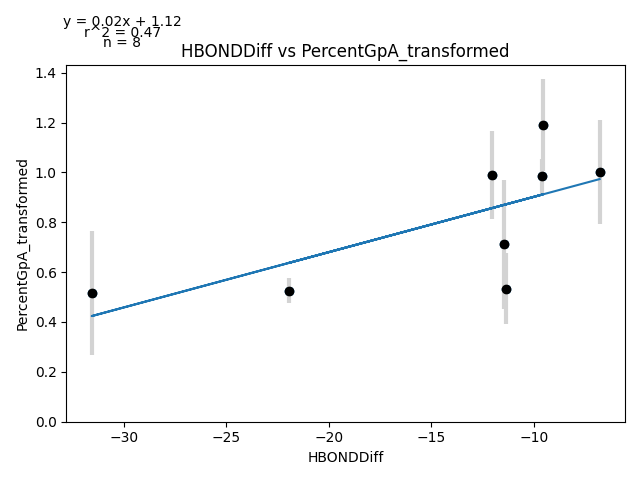 y = 0.02x + 1.12
r^2 = 0.47
n = 8
HBONDDiff vs PercentGpA_transformed
PercentGpA_transformed
1.4
1.2
1.0
0.8
0.6
0.4
0.2
0.0
−30 −25 −20 −15 −10
HBONDDiff